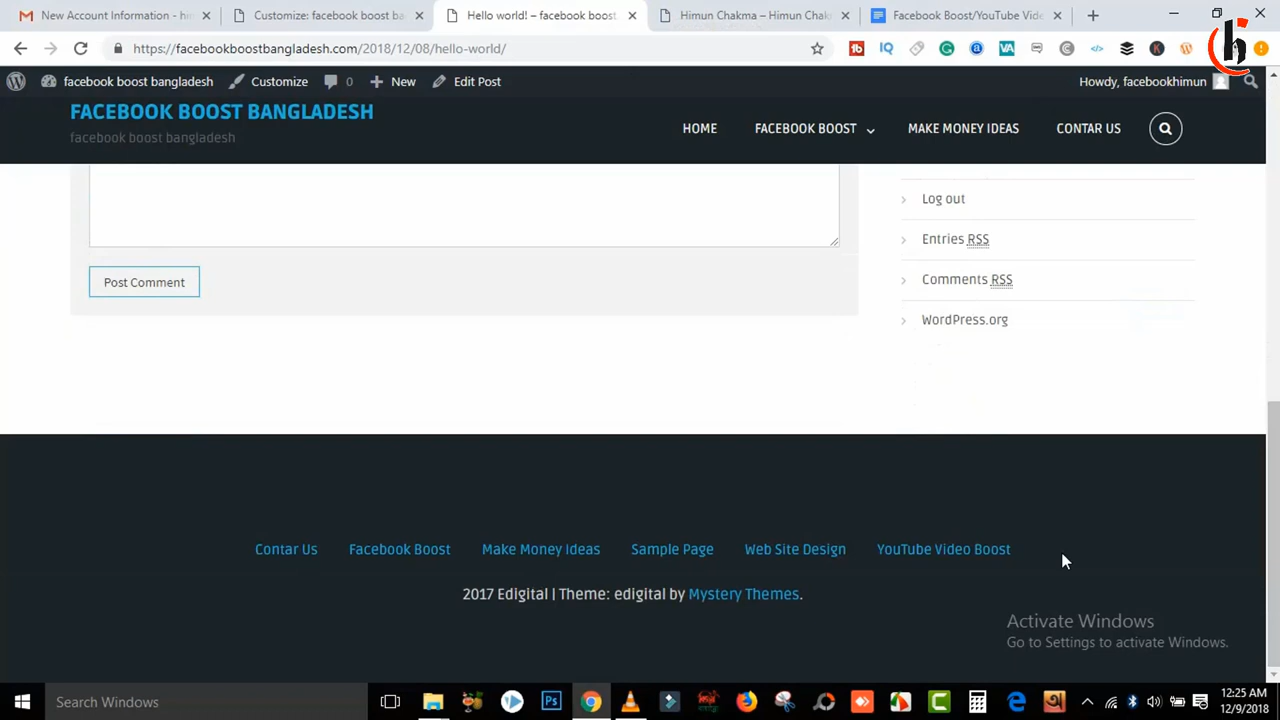 New Account Information - hi
Customize: facebook boost ba
Hello world! – facebook boost
Himun Chakma – Himun Chak
Facebook Boost/YouTube Vide
https://facebookboostbangladesh.com/2018/12/08/hello-world/
facebook boost bangladesh
Customize
0
New
Edit Post
Howdy, facebookhimun
FACEBOOK BOOST BANGLADESH
facebook boost bangladesh
HOME
FACEBOOK BOOST
MAKE MONEY IDEAS
CONTAR US
Log out
Entries RSS
Comments RSS
WordPress.org
Post Comment
Contar Us
Facebook Boost
Make Money Ideas
Sample Page
Web Site Design
YouTube Video Boost
2017 Edigital | Theme: edigital by Mystery Themes.
Activate Windows
Go to Settings to activate Windows.
Search Windows
12:25 AM
12/9/2018